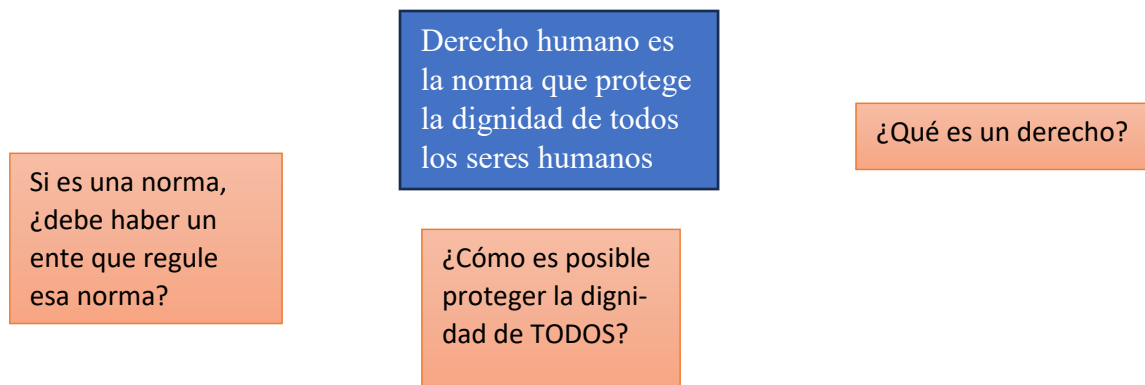 Derecho humano es
la norma que protege
la dignidad de todos
los seres humanos
¿Qué es un derecho?
Si es una norma,
¿debe haber un
ente que regule
esa norma?
¿Cómo es posible
proteger la digni-
dad de TODOS?